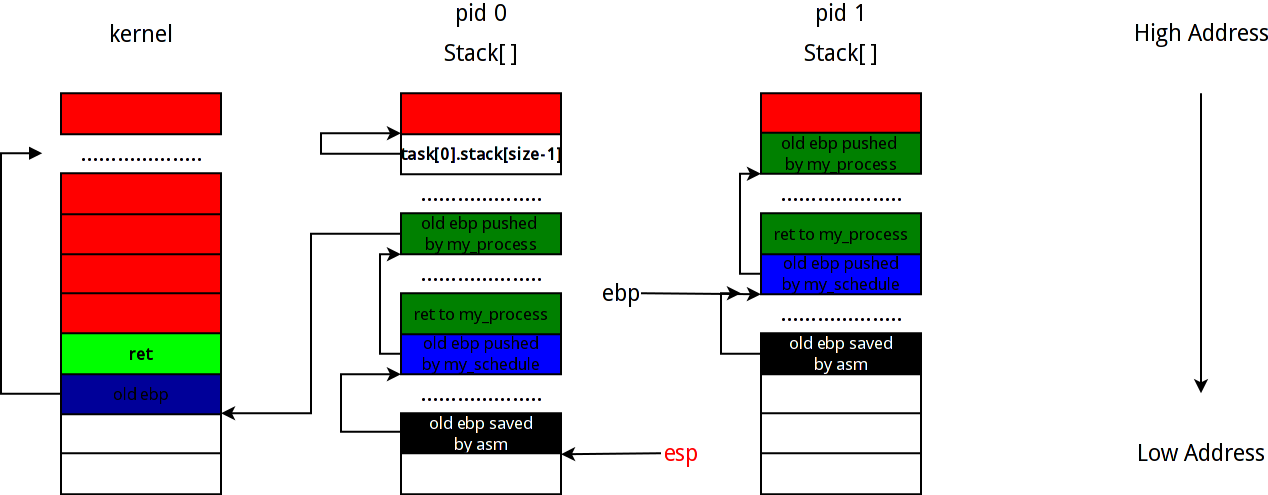 kernel
.....................
ret
old ebp
pid 0
Stack[ ]
task[0].stack[size-1]
.....................
old ebp pushed
by my_process
.....................
ret to my_process
old ebp pushed
by my_schedule
.....................
old ebp saved
by asm
esp
pid 1
Stack[ ]
old ebp pushed
by my_process
.....................
ret to my_process
old ebp pushed
by my_schedule
ebp
.....................
old ebp saved
by asm
High Address
Low Address